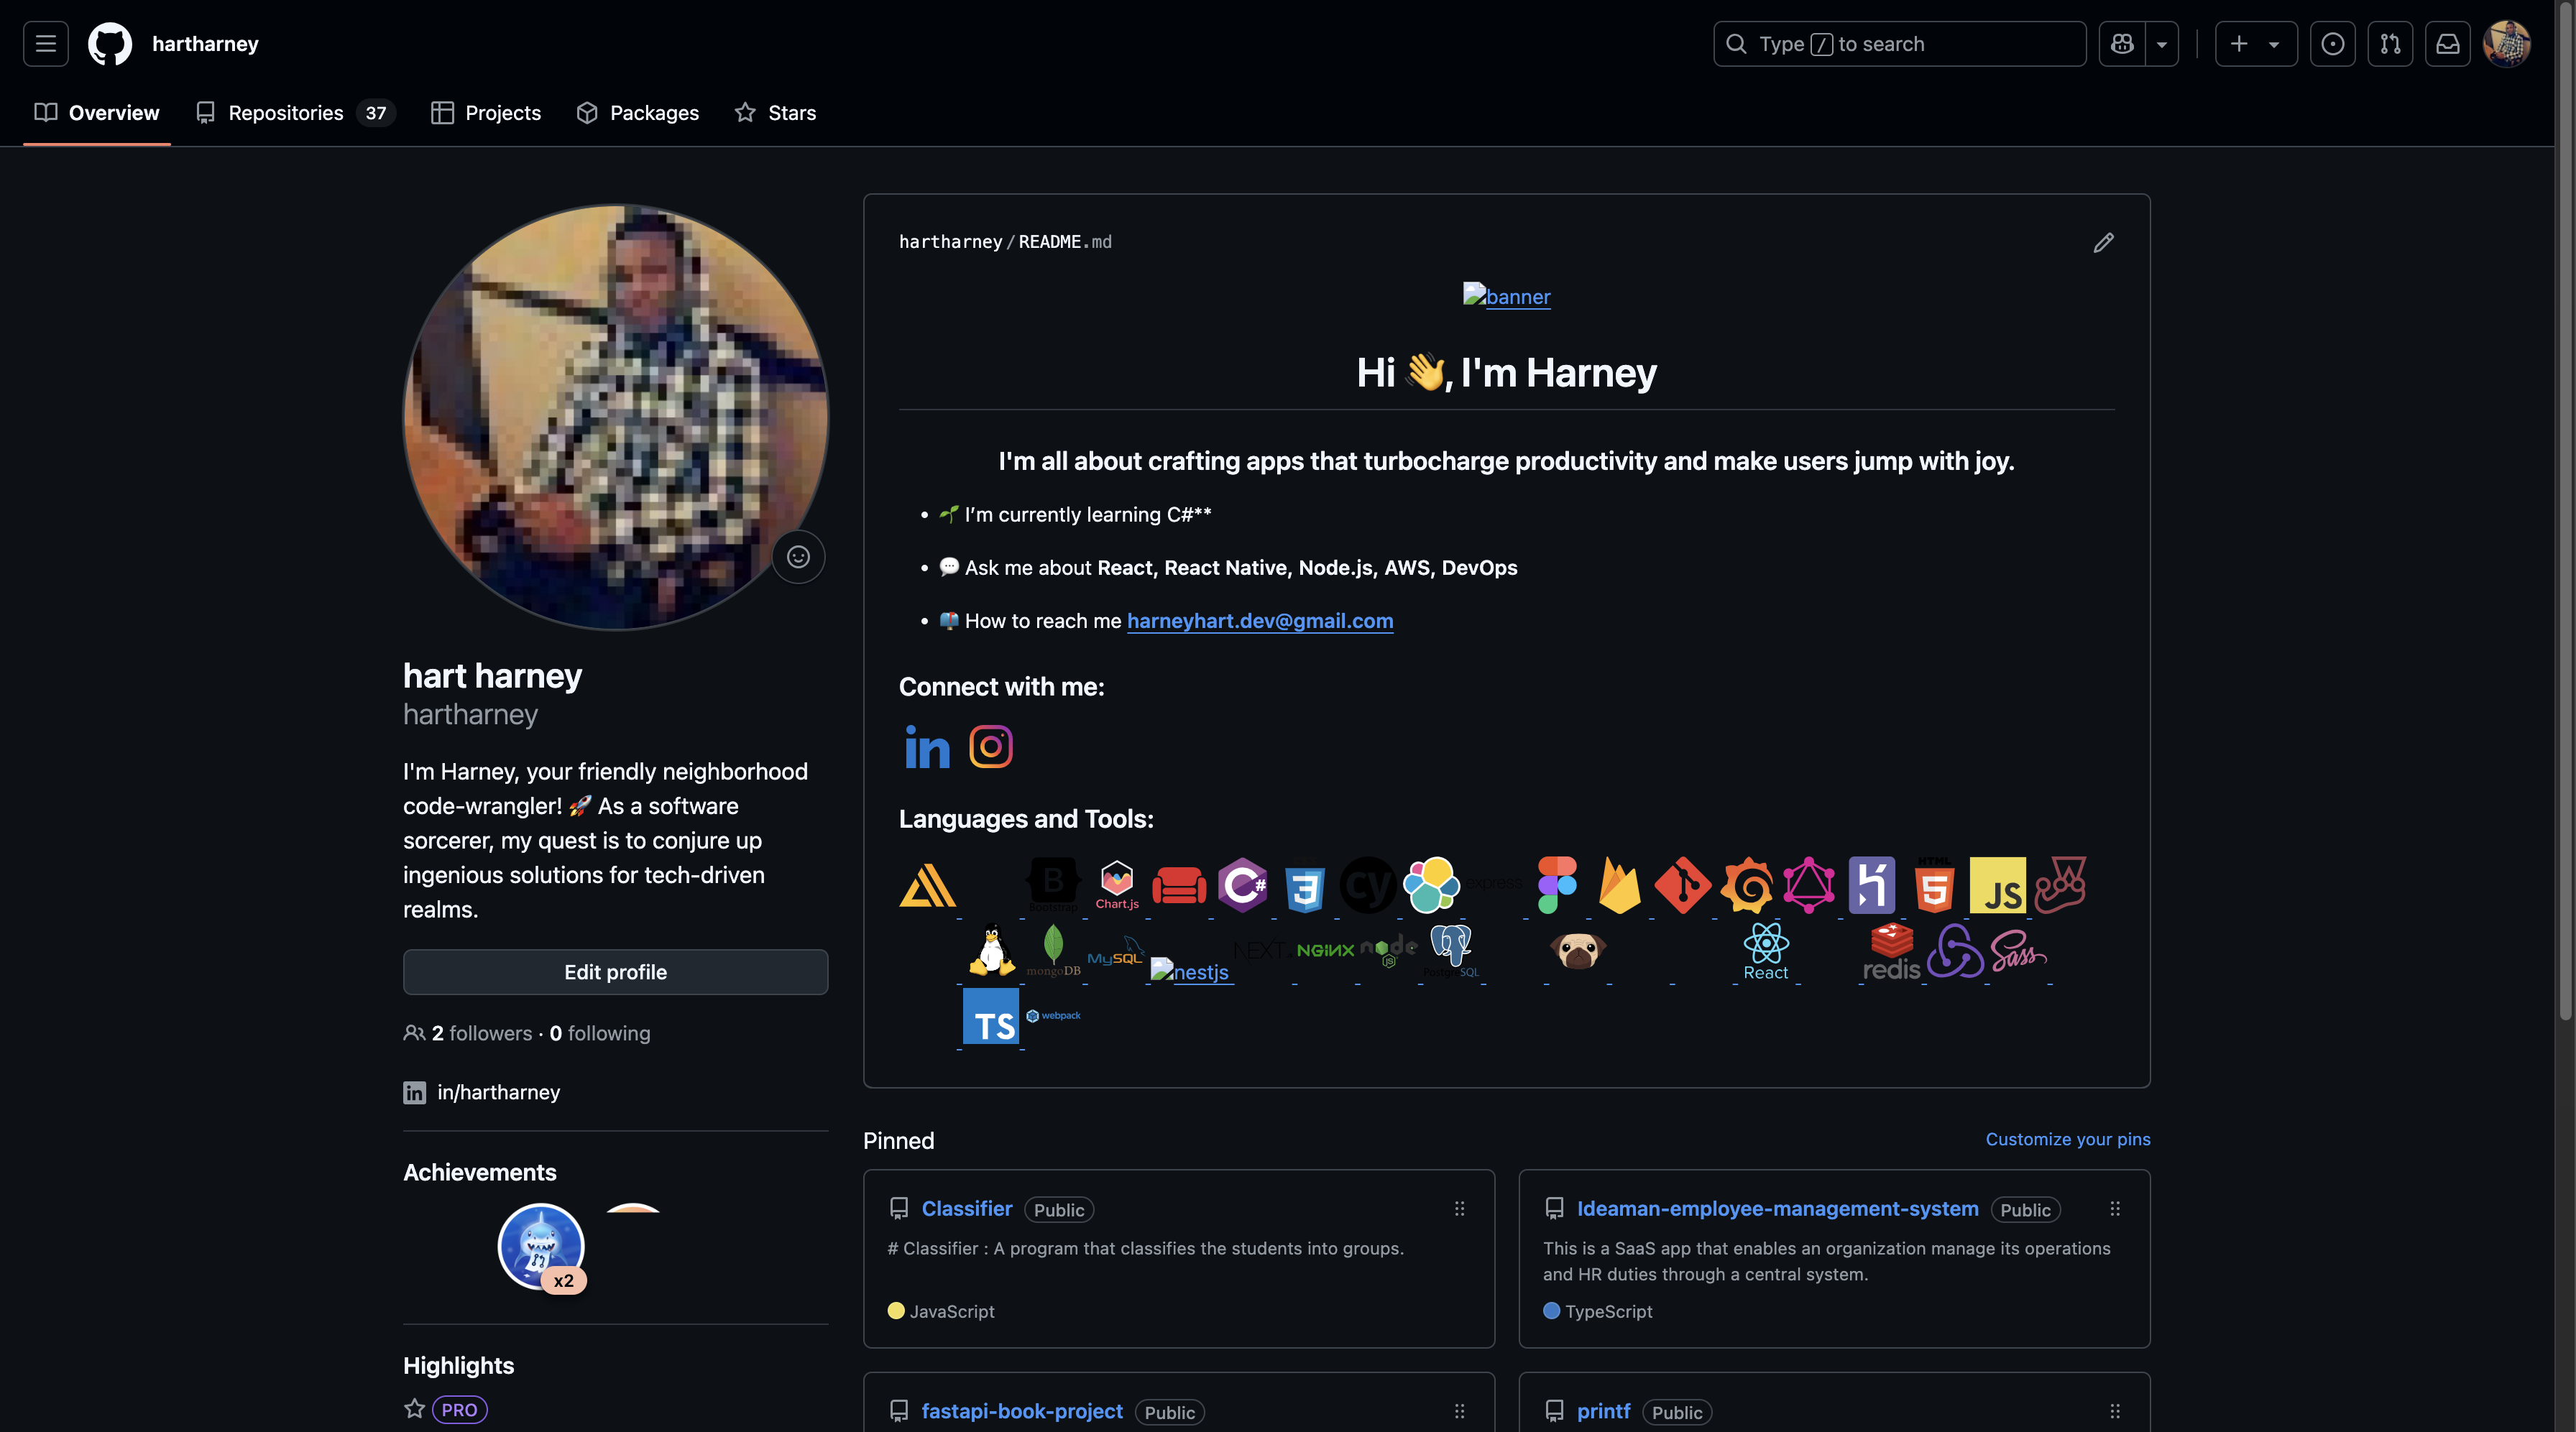 hartharney
Type / to search
Overview
Repositories 37
Projects
Packages
Stars
hartharney/README.md
banner
Hi 👋, I'm Harney
I'm all about crafting apps that turbocharge productivity and make users jump with joy.
• 🌱 I'm currently learning C#**
• 💬 Ask me about React, React Native, Node.js, AWS, DevOps
• 📫 How to reach me harneyhart.dev@gmail.com
Connect with me:
in
Languages and Tools:
B Bootstrap
Chart.js
C#
3
cy
express
h
HTML 5
JS
mongoDB
MySQL
nestjs
NEXT
NGINX
node JS
PostgreSQL
React
redis
Sass
TS
webpack
hart harney
hartharney
I'm Harney, your friendly neighborhood
code-wrangler! 🚀 As a software
sorcerer, my quest is to conjure up
ingenious solutions for tech-driven
realms.
Edit profile
2 followers · 0 following
in in/hartharney
Achievements
x2
Highlights
PRO
Pinned
Customize your pins
Classifier Public
# Classifier : A program that classifies the students into groups.
JavaScript
Ideaman-employee-management-system Public
This is a SaaS app that enables an organization manage its operations
and HR duties through a central system.
TypeScript
fastapi-book-project Public
printf Public